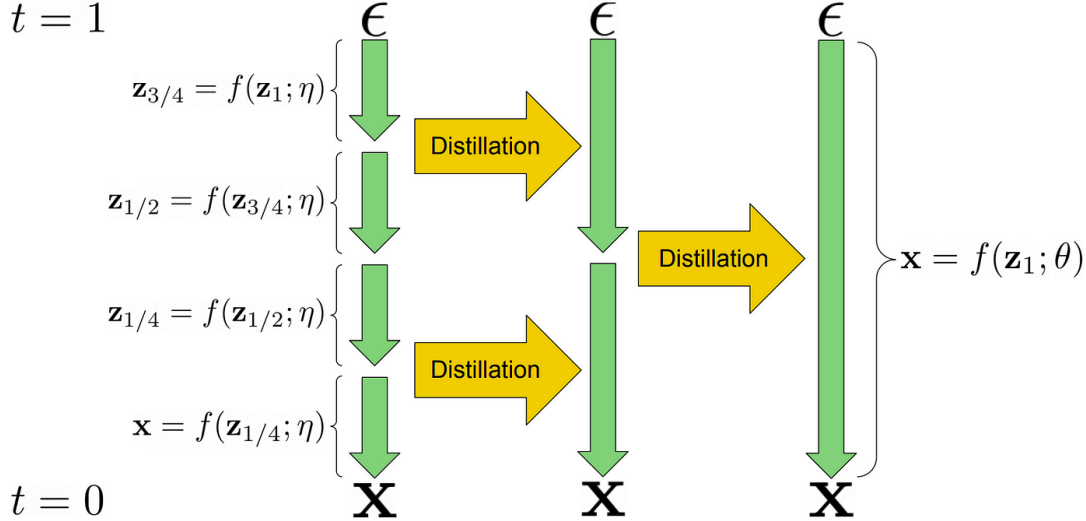 t = 1
ϵ ϵ ϵ
z_{3/4} = f(z_1; η)
Distillation
z_{1/2} = f(z_{3/4}; η)
Distillation
x = f(z_1; θ)
z_{1/4} = f(z_{1/2}; η)
Distillation
x = f(z_{1/4}; η)
t = 0
x x x